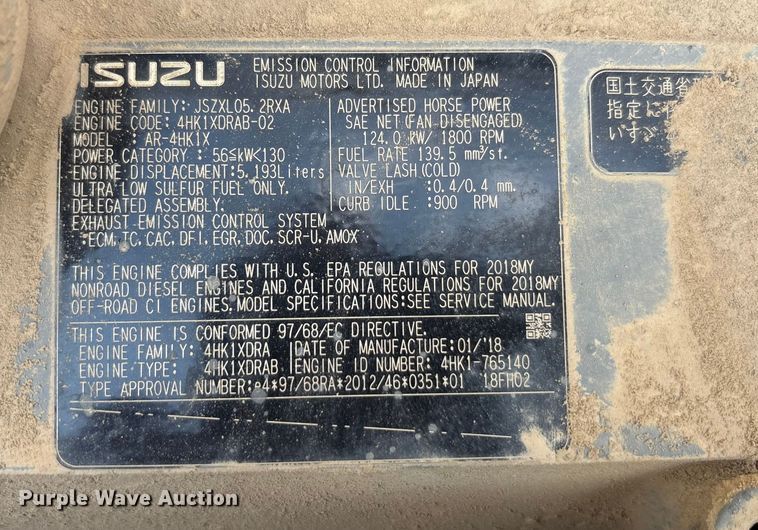 ISUZU
EMISSION CONTROL INFORMATION
ISUZU MOTORS LTD. MADE IN JAPAN
ENGINE FAMILY: JSZXL05.2RXA
ENGINE CODE: 4HK1XDRAB-02
MODEL : AR-4HK1X
POWER CATEGORY : 56≦kW<130
ENGINE DISPLACEMENT:5.193Liters
ULTRA LOW SULFUR FUEL ONLY.
DELEGATED ASSEMBLY.
EXHAUST EMISSION CONTROL SYSTEM
:ECM, TC, CAC, DFI, EGR, DOC, SCR-U, AMOX
ADVERTISED HORSE POWER
SAE NET(FAN DISENGAGED)
124.0 kW/ 1800 RPM
FUEL RATE 139.5 mm³/st.
VALVE LASH(COLD)
IN/EXH :0.4/0.4 mm.
CURB IDLE : 900 RPM
THIS ENGINE COMPLIES WITH U.S. EPA REGULATIONS FOR 2018MY
NONROAD DIESEL ENGINES AND CALIFORNIA REGULATIONS FOR 2018MY
OFF-ROAD CI ENGINES. MODEL SPECIFICATIONS:SEE SERVICE MANUAL.
THIS ENGINE IS CONFORMED 97/68/EC DIRECTIVE.
ENGINE FAMILY: 4HK1XDRA
DATE OF MANUFACTURE:01/'18
ENGINE TYPE: 4HK1XDRAB
ENGINE ID NUMBER: 4HK1-765140
TYPE APPROVAL NUMBER:e4*97/68RA*2012/46*0351*01 18FH02
国土交通省
指定に
いす
Purple Wave Auction